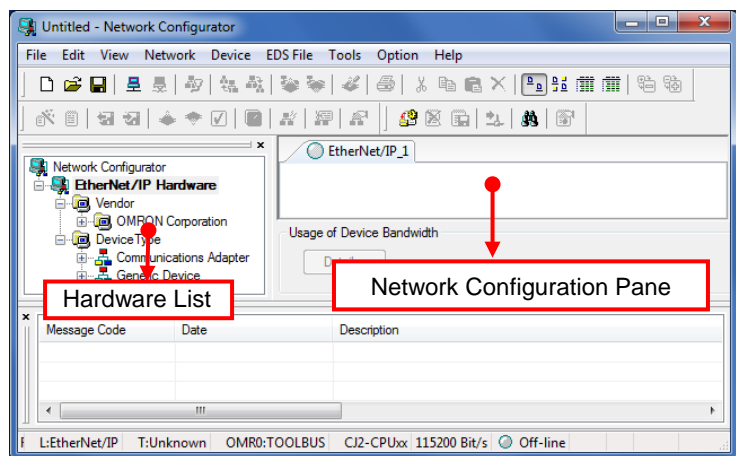 Untitled - Network Configurator
File Edit View Network Device EDS File Tools Option Help
EtherNet/IP_1
Network Configurator
EtherNet/IP Hardware
Vendor
OMRON Corporation
DeviceType
Communications Adapter
Generic Device
Usage of Device Bandwidth
Hardware List
Network Configuration Pane
Message Code Date Description
L:EtherNet/IP T:Unknown OMR0:TOOLBUS CJ2-CPUxx 115200 Bit/s Off-line